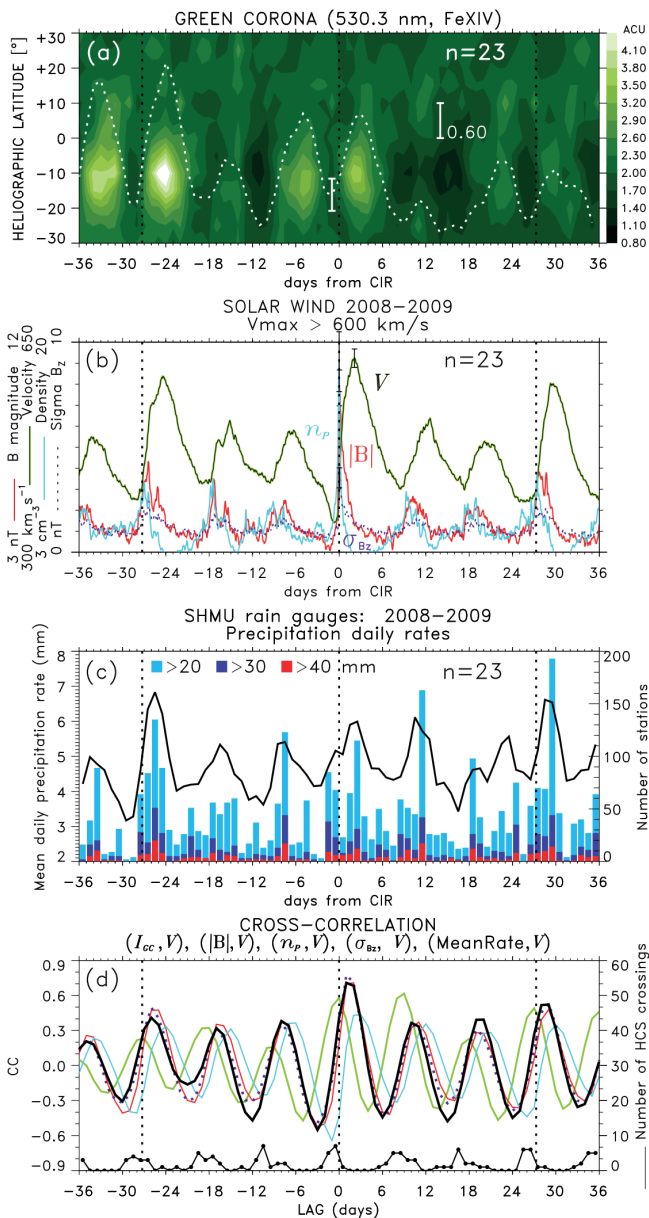 GREEN CORONA (530.3 nm, FeXIV)
ACU
(a)
n=23
0.60
HELIOGRAPHIC LATITUDE [°]
+30
+20
+10
0
−10
−20
−30
4.10
3.80
3.50
3.20
2.90
2.60
2.30
2.00
1.70
1.40
1.10
0.80
−36 −30 −24 −18 −12 −6 0 6 12 18 24 30 36
days from CIR
SOLAR WIND 2008−2009
Vmax > 600 km/s
(b)
n=23
V
n_P
|B|
σ_Bz
3 nT B magnitude 12
300 km s⁻¹ Velocity 650
3 cm⁻³ Density 20
0 nT Sigma B_z 10
−36 −30 −24 −18 −12 −6 0 6 12 18 24 30 36
days from CIR
SHMU rain gauges: 2008−2009
Precipitation daily rates
(c)
>20 >30 >40 mm
n=23
Mean daily precipitation rate (mm)
8
7
6
5
4
3
2
200
150
100
50
0
Number of stations
−36 −30 −24 −18 −12 −6 0 6 12 18 24 30 36
days from CIR
CROSS−CORRELATION
(I_GC, V), (|B|, V), (n_P, V), (σ_Bz, V), (MeanRate, V)
(d)
CC
0.9
0.6
0.3
0.0
−0.3
−0.6
−0.9
60
50
40
30
20
10
0
Number of HCS crossings
−36 −30 −24 −18 −12 −6 0 6 12 18 24 30 36
LAG (days)